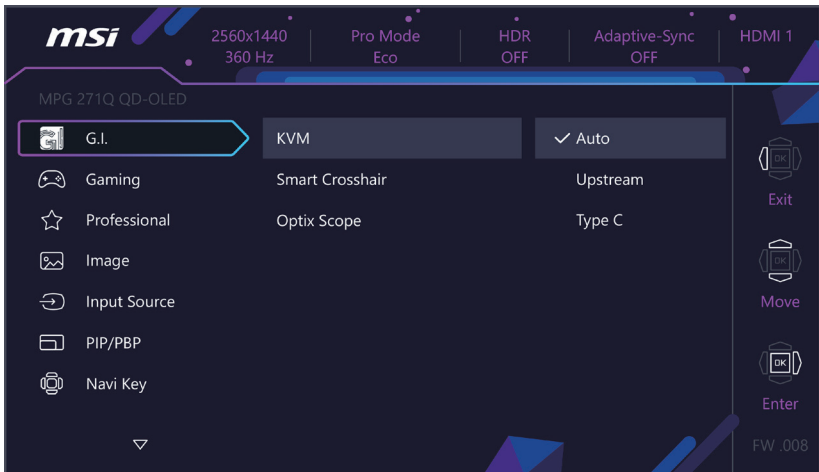 msi
2560x1440
360 Hz
Pro Mode
Eco
HDR
OFF
Adaptive-Sync
OFF
HDMI 1
MPG 271Q QD-OLED
G.I.
Gaming
Professional
Image
Input Source
PIP/PBP
Navi Key
KVM
Smart Crosshair
Optix Scope
Auto
Upstream
Type C
OK
Exit
OK
Move
OK
Enter
FW .008